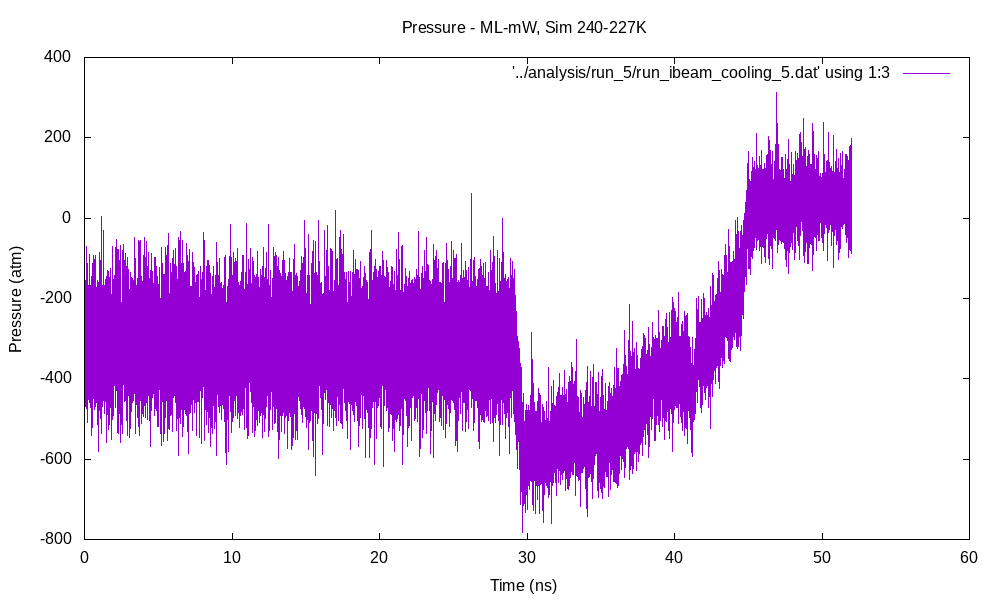 Pressure - ML-mW, Sim 240-227K
'../analysis/run_5/run_ibeam_cooling_5.dat' using 1:3
Pressure (atm)
400
200
0
-200
-400
-600
-800
0 10 20 30 40 50 60
Time (ns)